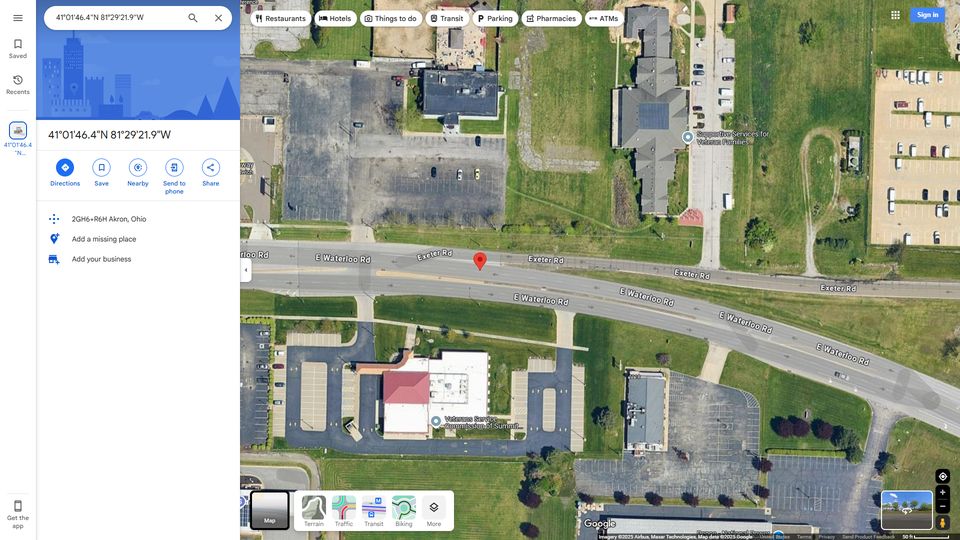 41°01'46.4"N 81°29'21.9"W
Restaurants
Hotels
Things to do
Transit
Parking
Pharmacies
ATMs
Sign in
Saved
Recents
41°01'46.4
"N...
41°01'46.4"N 81°29'21.9"W
Directions
Save
Nearby
Send to
phone
Share
2GH6+R6H Akron, Ohio
Add a missing place
Add your business
Get the
app
Supportive Services for
Veteran Families
rloo Rd
E Waterloo Rd
Exeter Rd
Exeter Rd
Exeter Rd
Exeter Rd
E Waterloo Rd
E Waterloo Rd
E Waterloo Rd
E Waterloo Rd
Veterans Service
Commission of Summit...
Map
Terrain
Traffic
Transit
Biking
More
Google
Imagery ©2025 Airbus, Maxar Technologies, Map data ©2025 Google
United States
Terms
Privacy
Send Product Feedback
50 ft